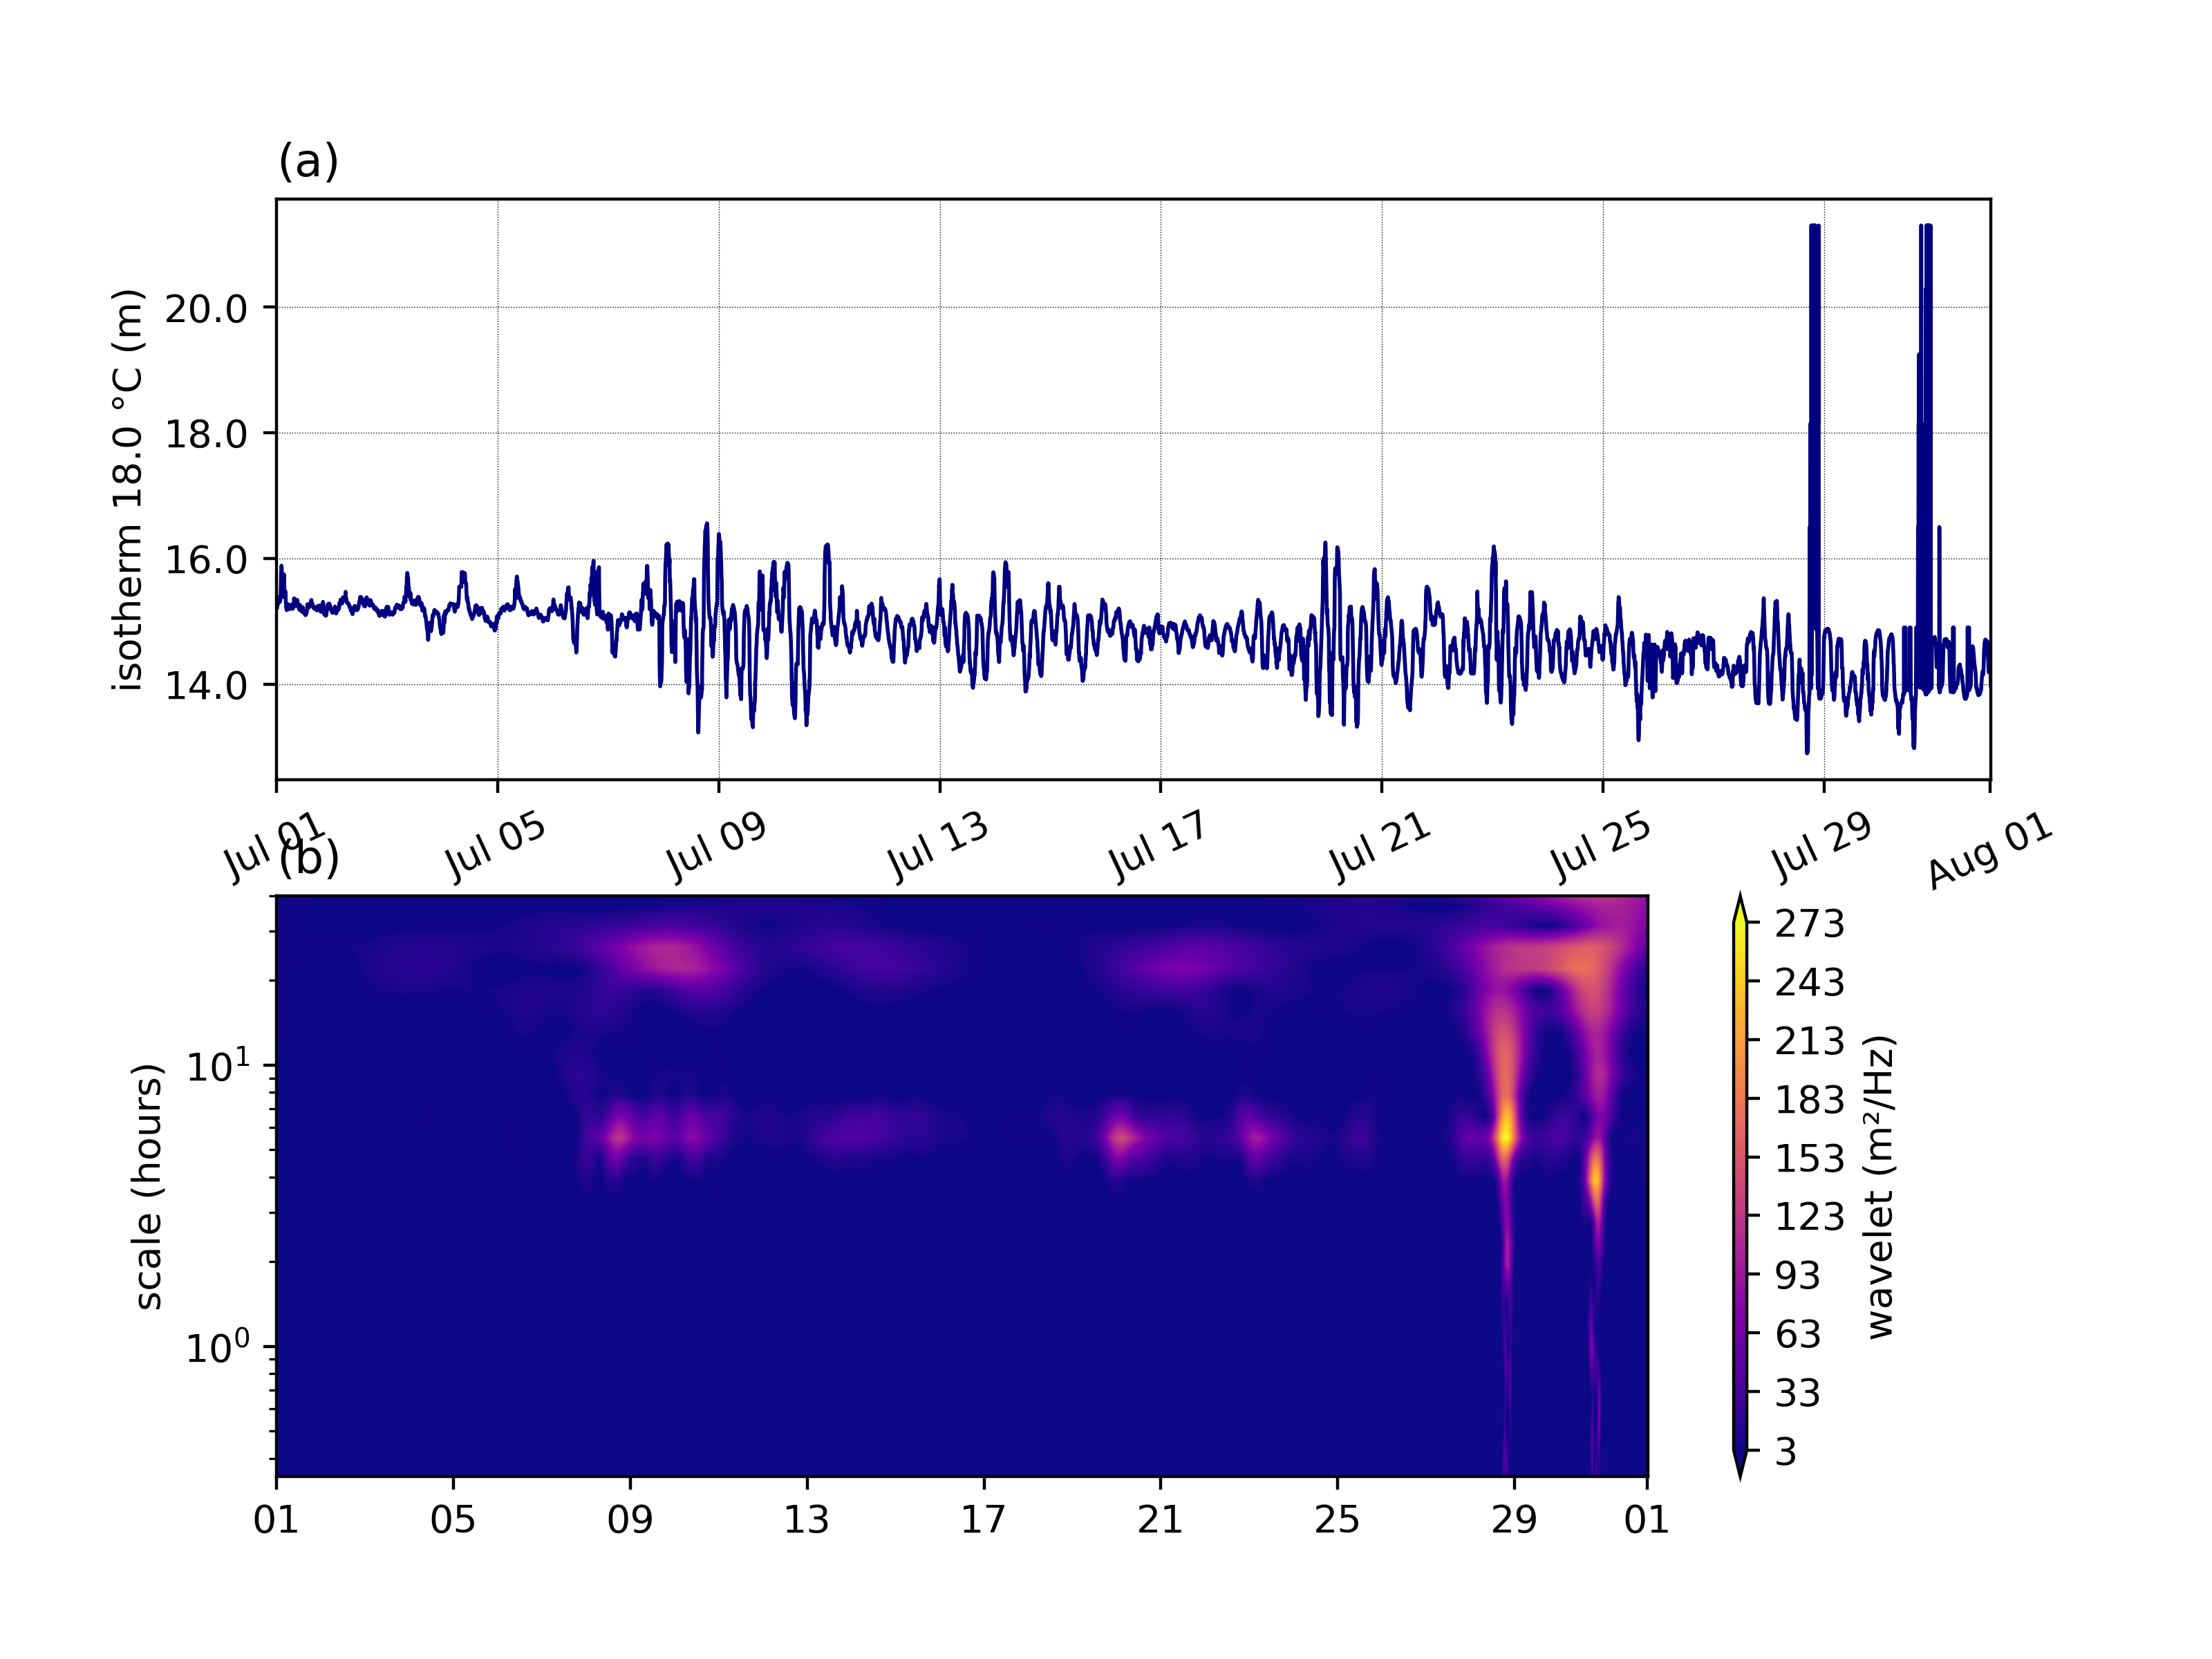 (a)
isotherm 18.0 °C (m)
20.0
18.0
16.0
14.0
Jul 01
Jul 05
Jul 09
Jul 13
Jul 17
Jul 21
Jul 25
Jul 29
Aug 01
(b)
scale (hours)
10¹
10⁰
01
05
09
13
17
21
25
29
01
273
243
213
183
153
123
93
63
33
3
wavelet (m²/Hz)